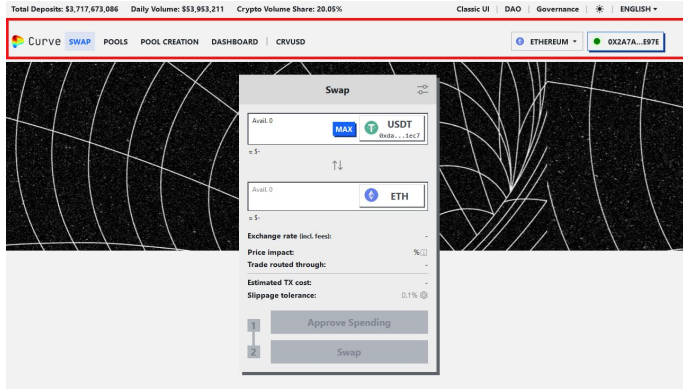 Total Deposits: $3,717,673,086 Daily Volume: $53,953,211 Crypto Volume Share: 20.05% Classic UI | DAO | Governance | ENGLISH
Curve SWAP POOLS POOL CREATION DASHBOARD | CRVUSD ETHEREUM 0X2A7A...E97E
Swap
Avail. 0
MAX
USDT
0xda...1ec7
≈ $-
Avail. 0
ETH
≈ $-
Exchange rate (incl. fees): -
Price impact: %
Trade routed through: -
Estimated TX cost: -
Slippage tolerance: 0.1%
1 Approve Spending
2 Swap